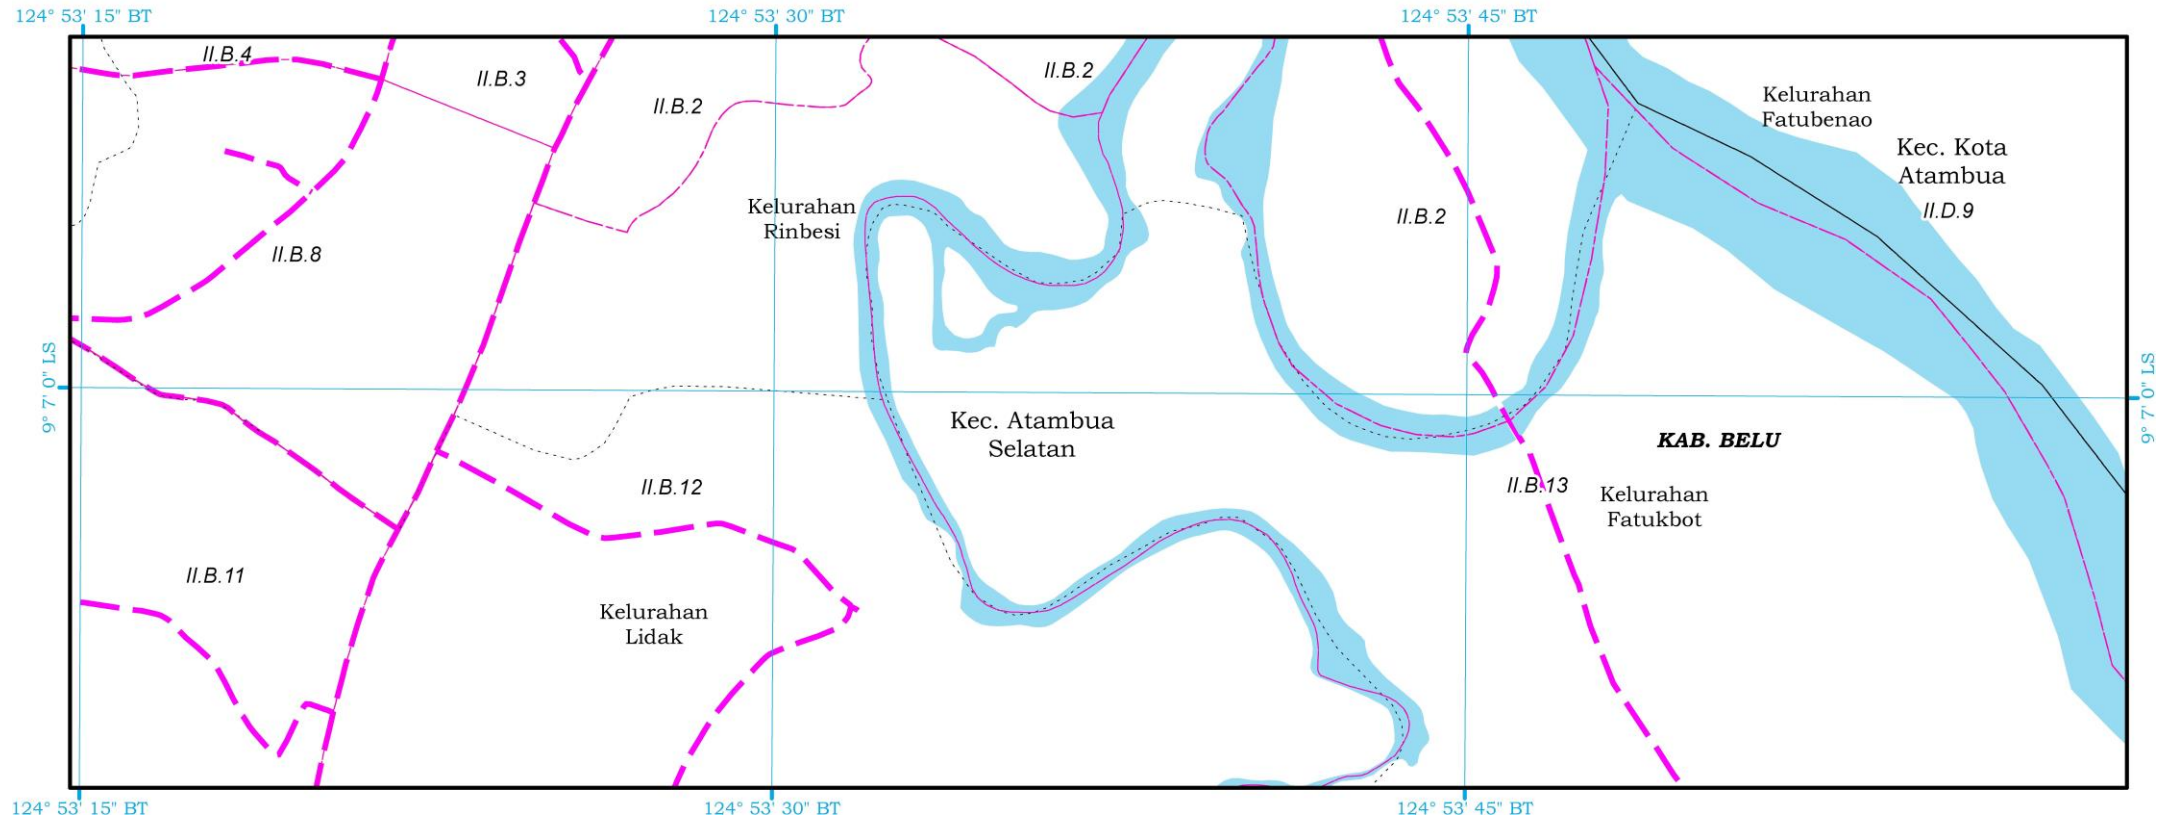 124° 53' 15" BT
124° 53' 30" BT
124° 53' 45" BT
II.B.4
II.B.3
II.B.2
II.B.2
Kelurahan
Fatubenao
Kec. Kota
Atambua
II.D.9
Kelurahan
Rinbesi
II.B.2
II.B.8
9° 7' 0" LS
9° 7' 0" LS
Kec. Atambua
Selatan
KAB. BELU
II.B.12
II.B.13
Kelurahan
Fatukbot
II.B.11
Kelurahan
Lidak
124° 53' 15" BT
124° 53' 30" BT
124° 53' 45" BT